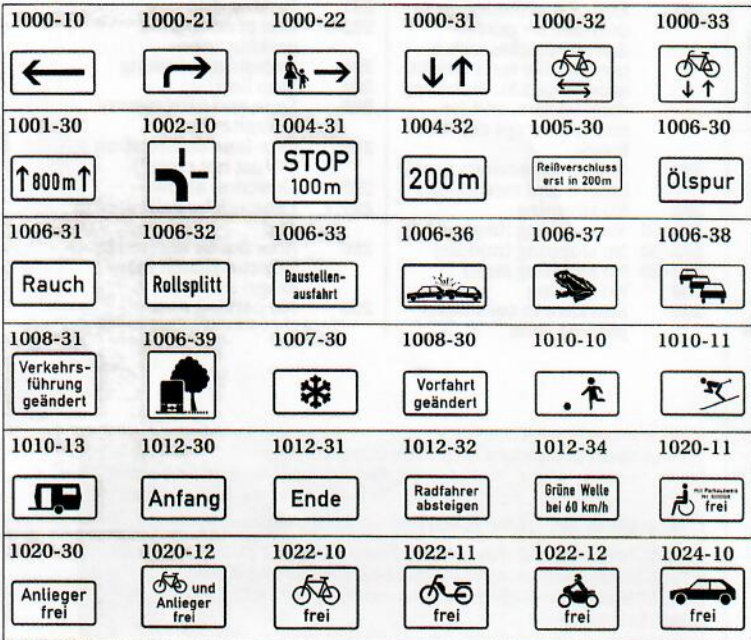 1000-10 1000-21 1000-22 1000-31 1000-32 1000-33
1001-30 1002-10 1004-31 1004-32 1005-30 1006-30
800m
STOP
100m
200m
Reißverschluss
erst in 200m
Ölspur
1006-31 1006-32 1006-33 1006-36 1006-37 1006-38
Rauch
Rollsplitt
Baustellen-
ausfahrt
1008-31 1006-39 1007-30 1008-30 1010-10 1010-11
Verkehrs-
führung
geändert
Vorfahrt
geändert
1010-13 1012-30 1012-31 1012-32 1012-34 1020-11
Anfang
Ende
Radfahrer
absteigen
Grüne Welle
bei 60 km/h
mit Parkausweis
frei
1020-30 1020-12 1022-10 1022-11 1022-12 1024-10
Anlieger
frei
und
Anlieger
frei
frei
frei
frei
frei